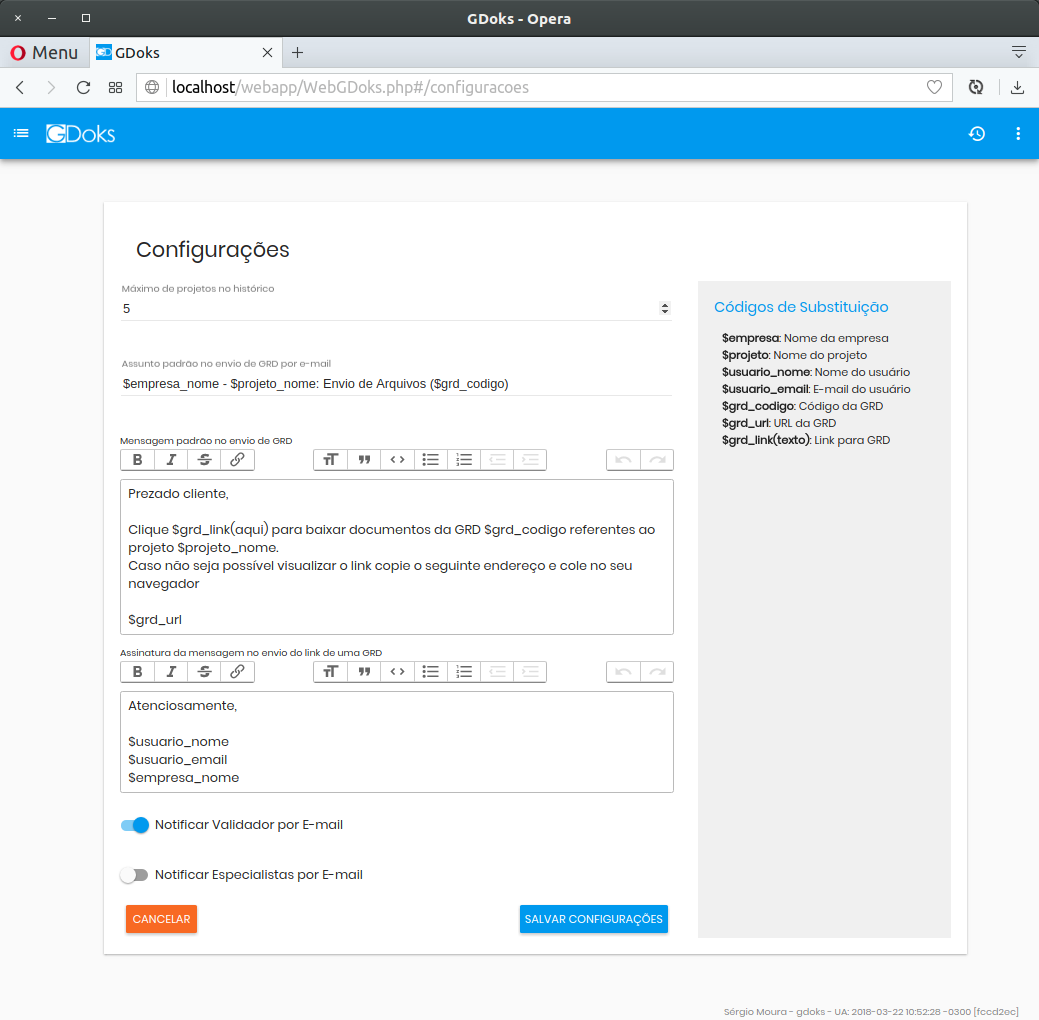 GDoks - Opera
Menu
GDoks
localhost/webapp/WebGDoks.php#/configuracoes
GDoks
Configurações
Máximo de projetos no histórico
5
Assunto padrão no envio de GRD por e-mail
$empresa_nome - $projeto_nome: Envio de Arquivos ($grd_codigo)
Mensagem padrão no envio de GRD
Prezado cliente,
Clique $grd_link(aqui) para baixar documentos da GRD $grd_codigo referentes ao
projeto $projeto_nome.
Caso não seja possível visualizar o link copie o seguinte endereço e cole no seu
navegador
$grd_url
Assinatura da mensagem no envio do link de uma GRD
Atenciosamente,
$usuario_nome
$usuario_email
$empresa_nome
Notificar Validador por E-mail
Notificar Especialistas por E-mail
CANCELAR
SALVAR CONFIGURAÇÕES
Códigos de Substituição
$empresa: Nome da empresa
$projeto: Nome do projeto
$usuario_nome: Nome do usuário
$usuario_email: E-mail do usuário
$grd_codigo: Código da GRD
$grd_url: URL da GRD
$grd_link(texto): Link para GRD
Sérgio Moura - gdoks - UA: 2018-03-22 10:52:28 -0300 [fccd2ec]